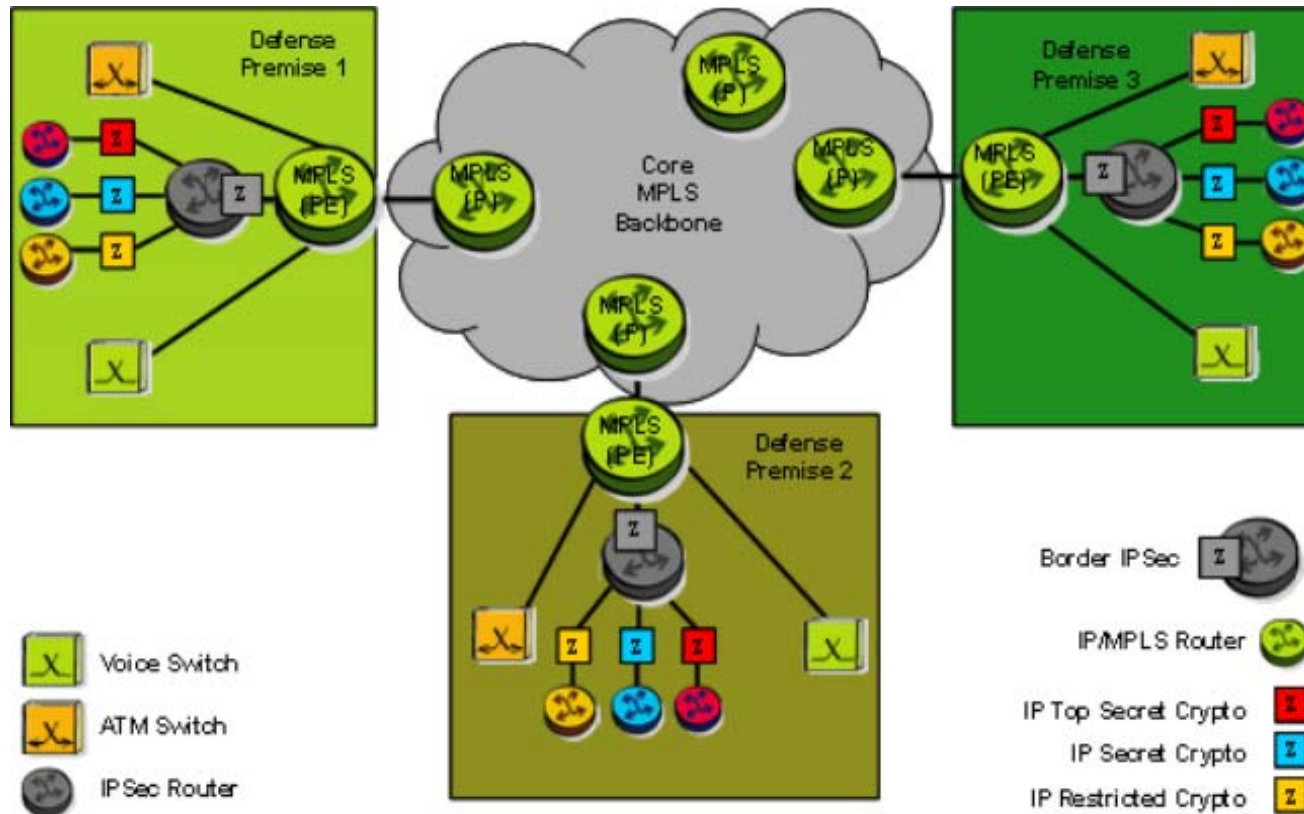 Defense
Premise 1
MPLS
(PE)
Z
Z
Z
Z
MPLS
(P)
MPLS
(P)
MPLS
(P)
MPLS
(P)
Core
MPLS
Backbone
Defense
Premise 3
MPLS
(PE)
Z
Z
Z
Z
MPLS
(PE)
Defense
Premise 2
Z
Z
Z
Z
Voice Switch
ATM Switch
IPSec Router
Border IPSec
Z
IP/MPLS Router
IP Top Secret Crypto
Z
IP Secret Crypto
Z
IP Restricted Crypto
Z